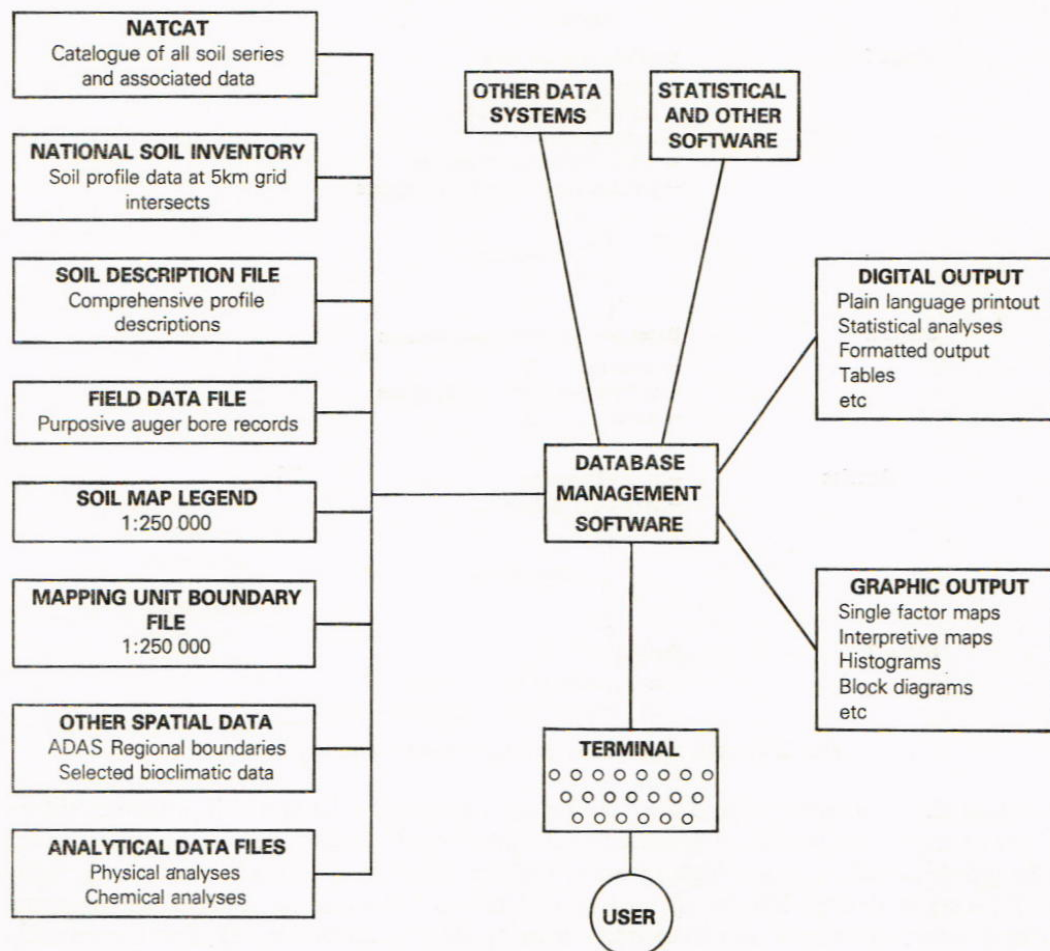 NATCAT
Catalogue of all soil series
and associated data
NATIONAL SOIL INVENTORY
Soil profile data at 5km grid
intersects
SOIL DESCRIPTION FILE
Comprehensive profile
descriptions
FIELD DATA FILE
Purposive auger bore records
SOIL MAP LEGEND
1:250 000
MAPPING UNIT BOUNDARY
FILE
1:250 000
OTHER SPATIAL DATA
ADAS Regional boundaries
Selected bioclimatic data
ANALYTICAL DATA FILES
Physical analyses
Chemical analyses
OTHER DATA
SYSTEMS
STATISTICAL
AND OTHER
SOFTWARE
DATABASE
MANAGEMENT
SOFTWARE
TERMINAL
USER
DIGITAL OUTPUT
Plain language printout
Statistical analyses
Formatted output
Tables
etc
GRAPHIC OUTPUT
Single factor maps
Interpretive maps
Histograms
Block diagrams
etc